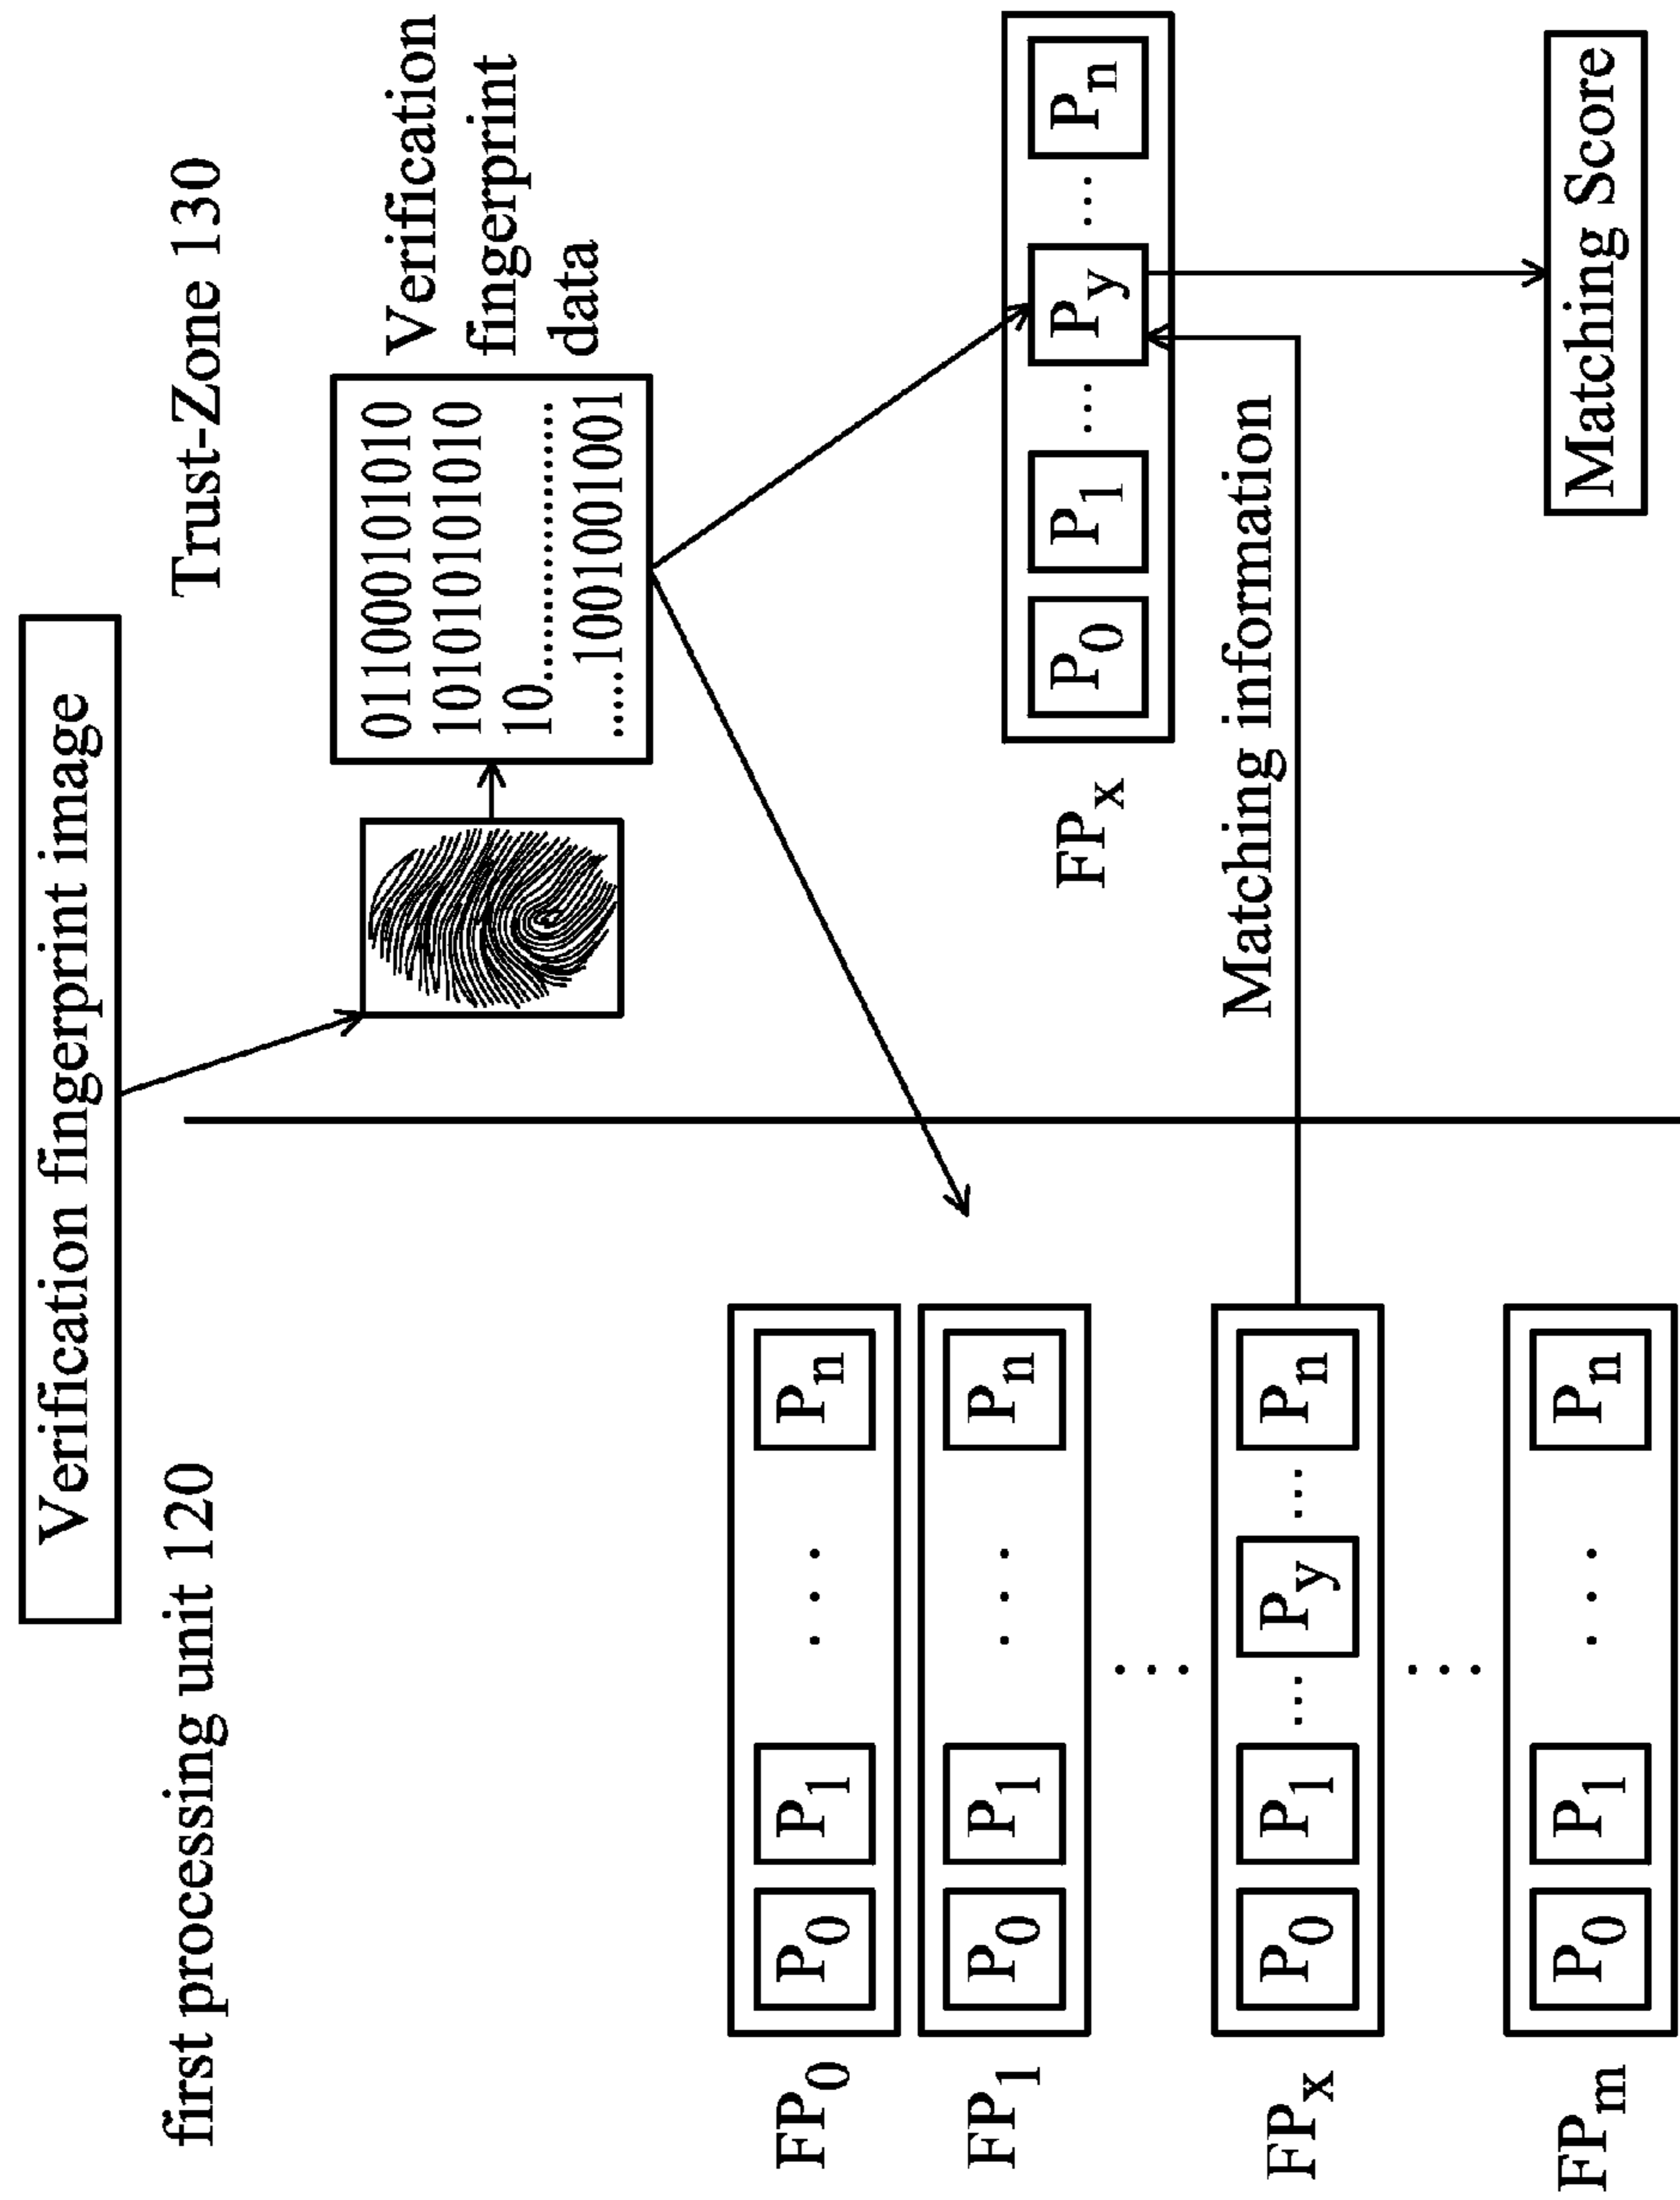 Verification fingerprint image
first processing unit 120
Trust-Zone 130
011000101010
101010101010
10......................
.....1001001001
Verification
fingerprint
data
FP0 P0 P1 ... Pn
FP1 P0 P1 ... Pn
...
FPx P0 P1 ... Py ... Pn
...
FPm P0 P1 ... Pn
FPx P0 P1 ... Py ... Pn
Matching information
Matching Score